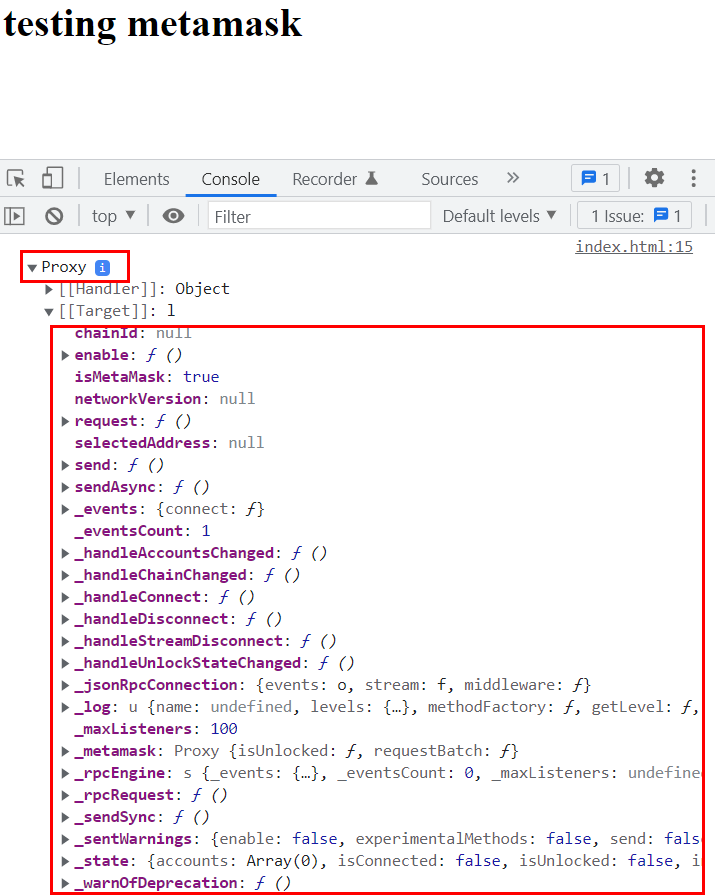 testing metamask
Elements Console Recorder Sources 1
top Filter Default levels 1 Issue: 1
index.html:15
Proxy i
[[Handler]]: Object
[[Target]]: l
chainId: null
enable: ƒ ()
isMetaMask: true
networkVersion: null
request: ƒ ()
selectedAddress: null
send: ƒ ()
sendAsync: ƒ ()
_events: {connect: ƒ}
_eventsCount: 1
_handleAccountsChanged: ƒ ()
_handleChainChanged: ƒ ()
_handleConnect: ƒ ()
_handleDisconnect: ƒ ()
_handleStreamDisconnect: ƒ ()
_handleUnlockStateChanged: ƒ ()
_jsonRpcConnection: {events: o, stream: f, middleware: ƒ}
_log: u {name: undefined, levels: {…}, methodFactory: ƒ, getLevel: ƒ,
_maxListeners: 100
_metamask: Proxy {isUnlocked: ƒ, requestBatch: ƒ}
_rpcEngine: s {_events: {…}, _eventsCount: 0, _maxListeners: undefine
_rpcRequest: ƒ ()
_sendSync: ƒ ()
_sentWarnings: {enable: false, experimentalMethods: false, send: fals
_state: {accounts: Array(0), isConnected: false, isUnlocked: false, i
_warnOfDeprecation: ƒ ()